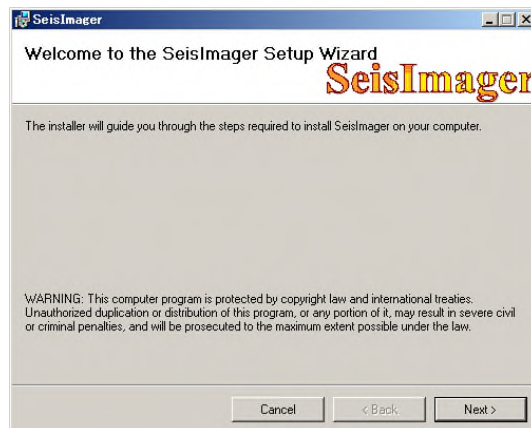 SeisImager
Welcome to the SeisImager Setup Wizard
SeisImager
The installer will guide you through the steps required to install SeisImager on your computer.
WARNING: This computer program is protected by copyright law and international treaties.
Unauthorized duplication or distribution of this program, or any portion of it, may result in severe civil
or criminal penalties, and will be prosecuted to the maximum extent possible under the law.
Cancel
< Back
Next >